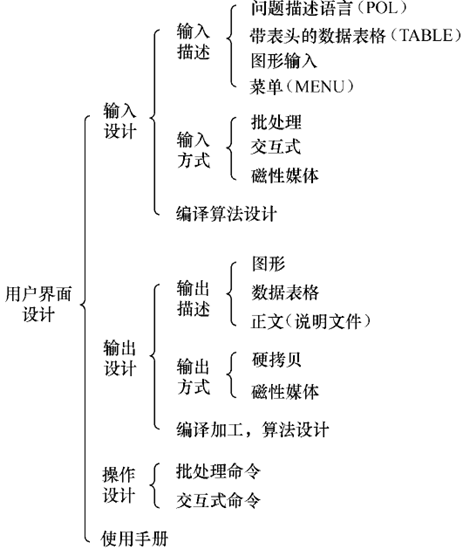 问题描述语言(POL)
输入
描述
带表头的数据表格(TABLE)
图形输入
菜单(MENU)
输入
设计
批处理
输入
方式
交互式
磁性媒体
编译算法设计
用户界面
设计
图形
输出
描述
数据表格
正文(说明文件)
输出
设计
硬拷贝
输出
方式
磁性媒体
编译加工，算法设计
操作
设计
批处理命令
交互式命令
使用手册